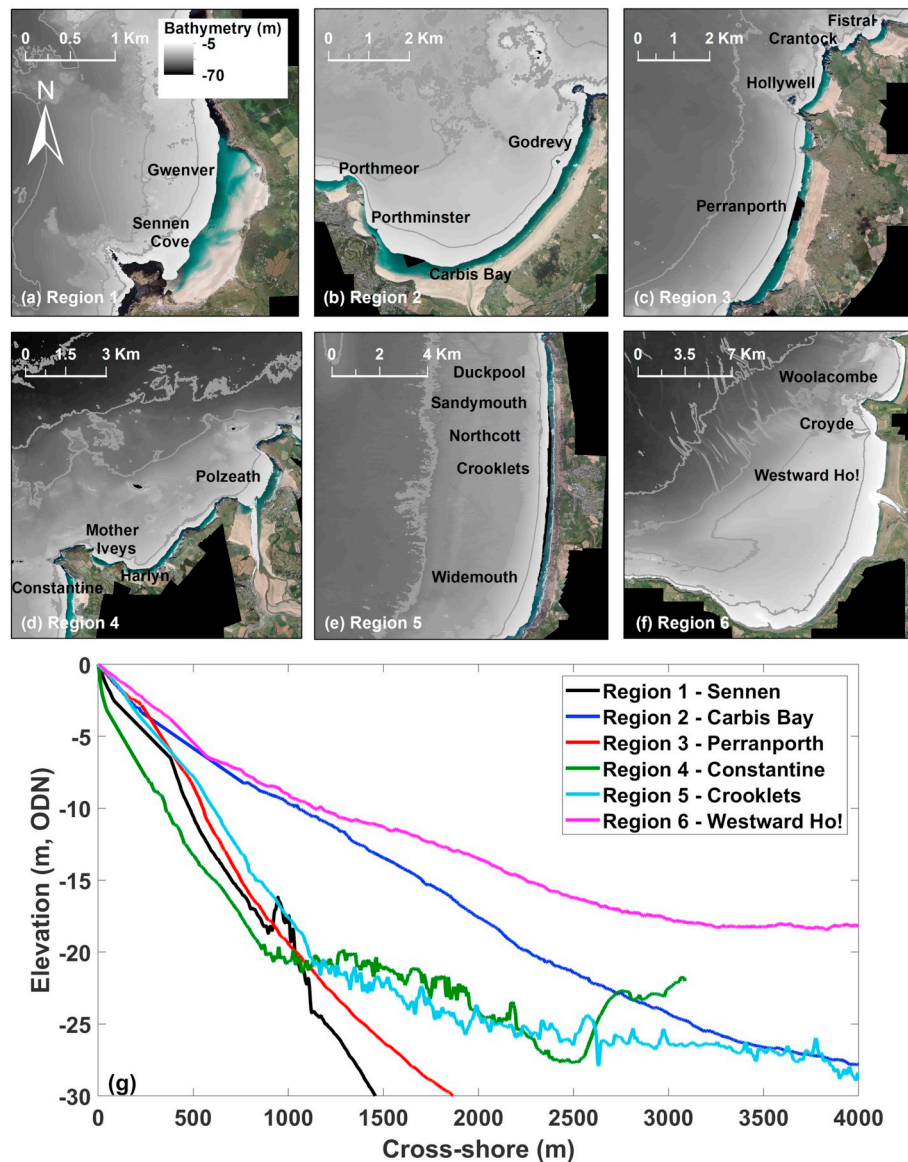 0 0.5 1 Km
Bathymetry (m)
-5
-70
N
Gwenver
Sennen
Cove
(a) Region 1
0 1 2 Km
Godrevy
Porthmeor
Porthminster
Carbis Bay
(b) Region 2
0 1 2 Km
Fistral
Crantock
Hollywell
Perranporth
(c) Region 3
0 1.5 3 Km
Polzeath
Mother
Iveys
Harlyn
Constantine
(d) Region 4
0 2 4 Km
Duckpool
Sandymouth
Northcott
Crooklets
Widemouth
(e) Region 5
0 3.5 7 Km
Woolacombe
Croyde
Westward Ho!
(f) Region 6
0
-5
-10
-15
-20
-25
-30
Elevation (m, ODN)
Region 1 - Sennen
Region 2 - Carbis Bay
Region 3 - Perranporth
Region 4 - Constantine
Region 5 - Crooklets
Region 6 - Westward Ho!
(g)
0 500 1000 1500 2000 2500 3000 3500 4000
Cross-shore (m)